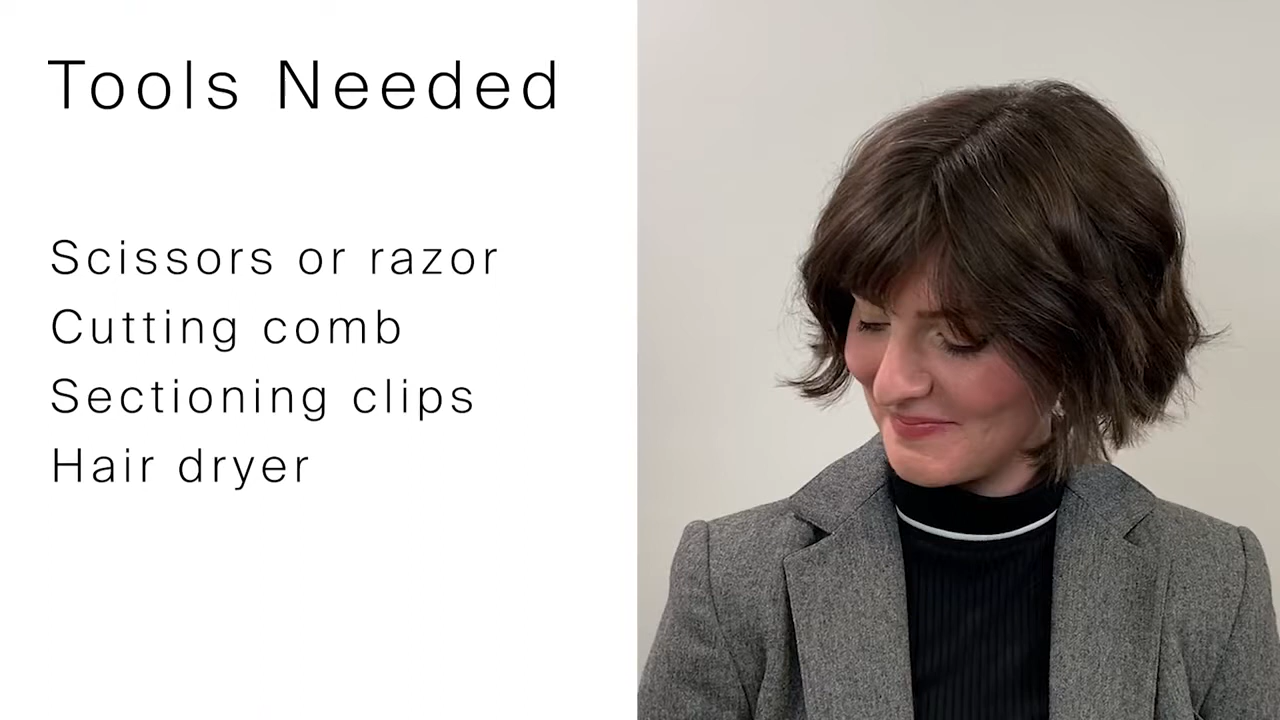 Tools Needed
Scissors or razor
Cutting comb
Sectioning clips
Hair dryer